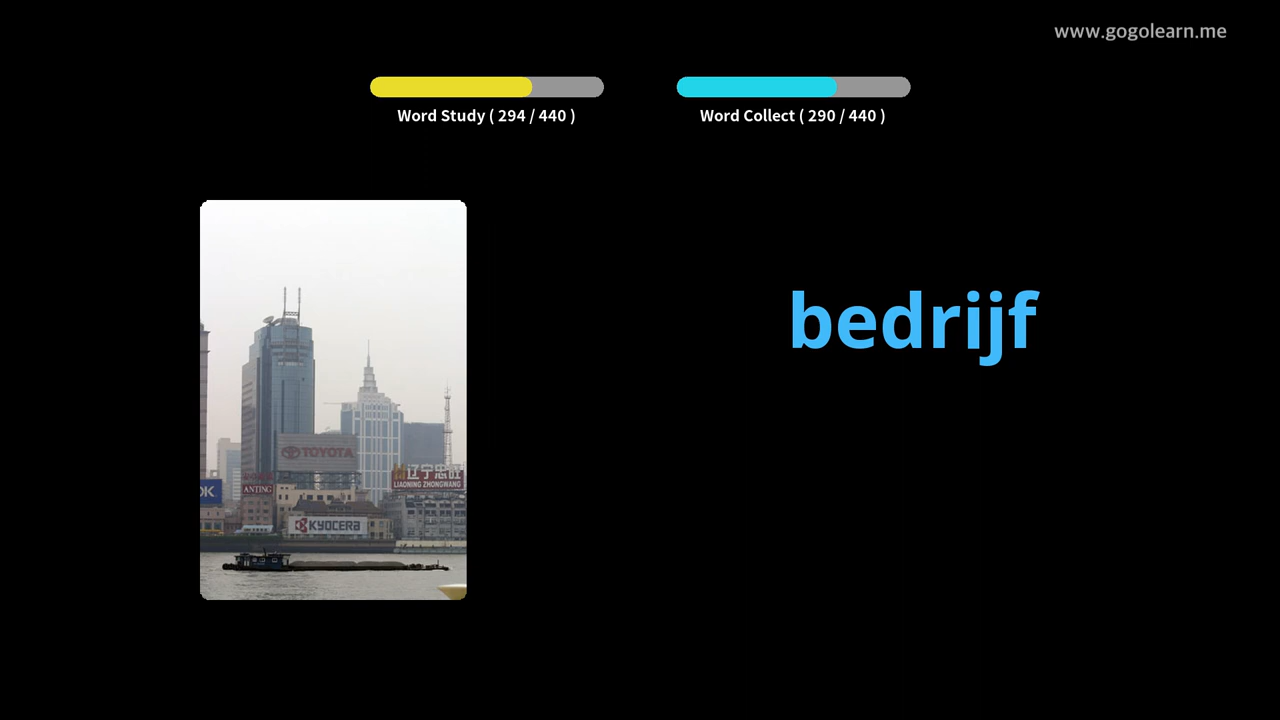 www.gogolearn.me
Word Study ( 294 / 440 )
Word Collect ( 290 / 440 )
bedrijf
TOYOTA
辽宁忠旺
LIAONING ZHONGWANG
OK
ANTING
KYOCERA